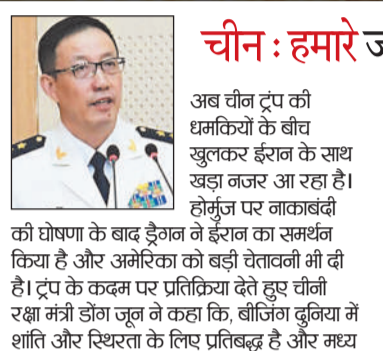 चीन : हमारे
अब चीन ट्रंप की
धमकियों के बीच
खुलकर ईरान के साथ
खड़ा नजर आ रहा है।
होर्मुज पर नाकाबंदी
की घोषणा के बाद ड्रैगन ने ईरान का समर्थन
किया है और अमेरिका को बड़ी चेतावनी भी दी
है। ट्रंप के कदम पर प्रतिक्रिया देते हुए चीनी
रक्षा मंत्री डोंग जून ने कहा कि, बीजिंग दुनिया में
शांति और स्थिरता के लिए प्रतिबद्ध है और मध्य